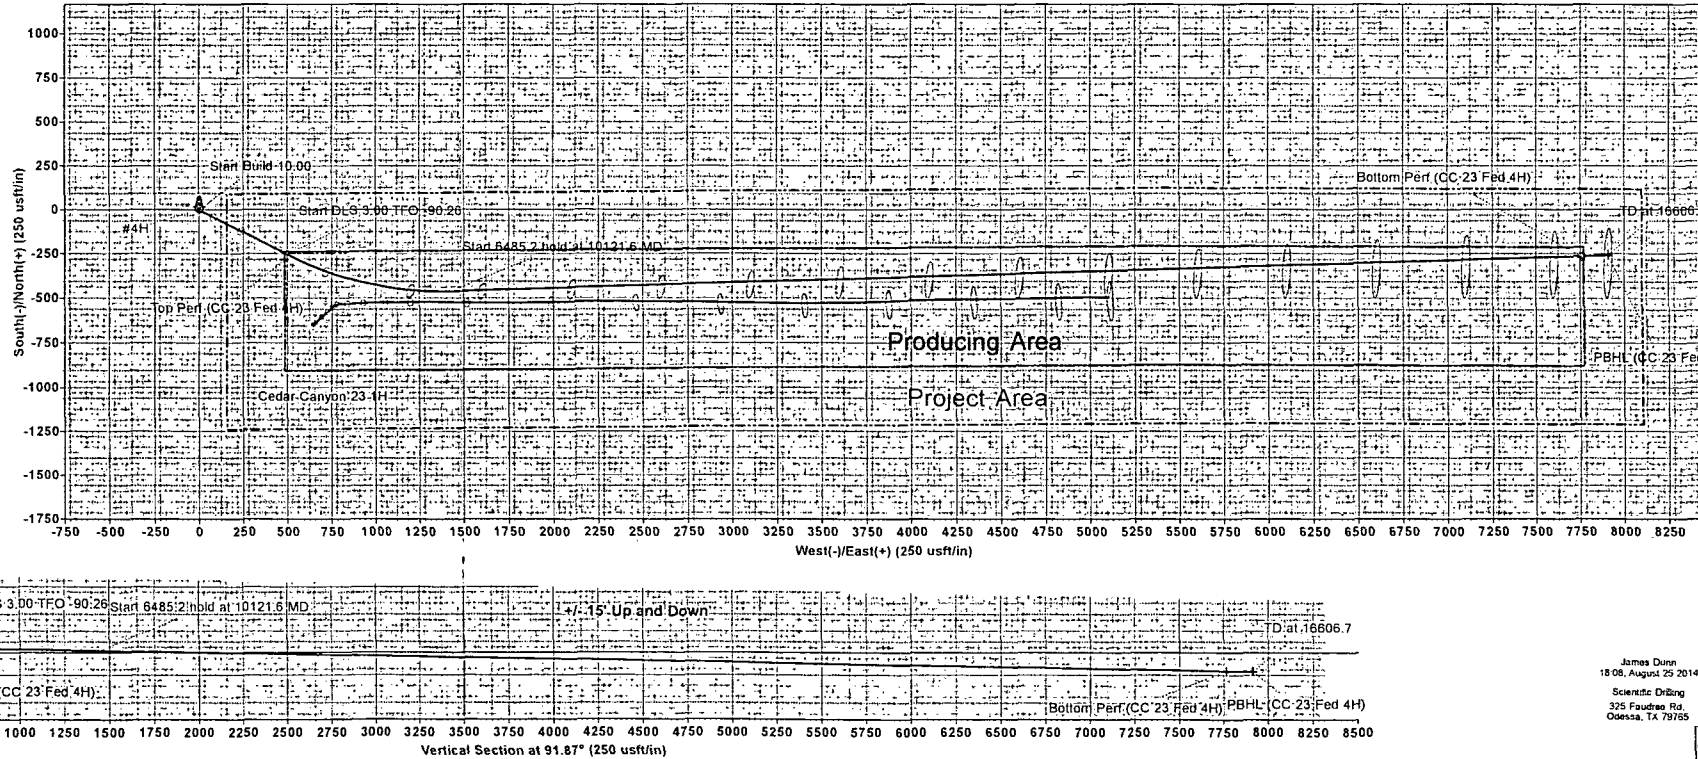 1000
750
500
250
0
-250
-500
-750
-1000
-1250
-1500
-1750
South(-)/North(+) (250 usft/in)
Start Build 10.00
#4H
Start DLS 3.00 TFO -90.26
Start 6485.2 hold at 10121.6 MD
Top Perf (CC 23 Fed 4H)
Cedar Canyon 23 1H
Producing Area
Project Area
Bottom Perf (CC 23 Fed 4H)
TD at 16606.
PBHL (CC 23 Fe
-750 -500 -250 0 250 500 750 1000 1250 1500 1750 2000 2250 2500 2750 3000 3250 3500 3750 4000 4250 4500 4750 5000 5250 5500 5750 6000 6250 6500 6750 7000 7250 7500 7750 8000 8250
West(-)/East(+) (250 usft/in)
3.00 TFO -90.26 Start 6485.2 hold at 10121.6 MD
+/- 15' Up and Down
TD at 16606.7
(CC 23 Fed 4H)
Bottom Perf (CC 23 Fed 4H) PBHL (CC 23 Fed 4H)
1000 1250 1500 1750 2000 2250 2500 2750 3000 3250 3500 3750 4000 4250 4500 4750 5000 5250 5500 5750 6000 6250 6500 6750 7000 7250 7500 7750 8000 8250 8500
Vertical Section at 91.87° (250 usft/in)
James Dunn
18:08, August 25 2014
Scientific Drilling
325 Faudree Rd.
Odessa, TX 79765